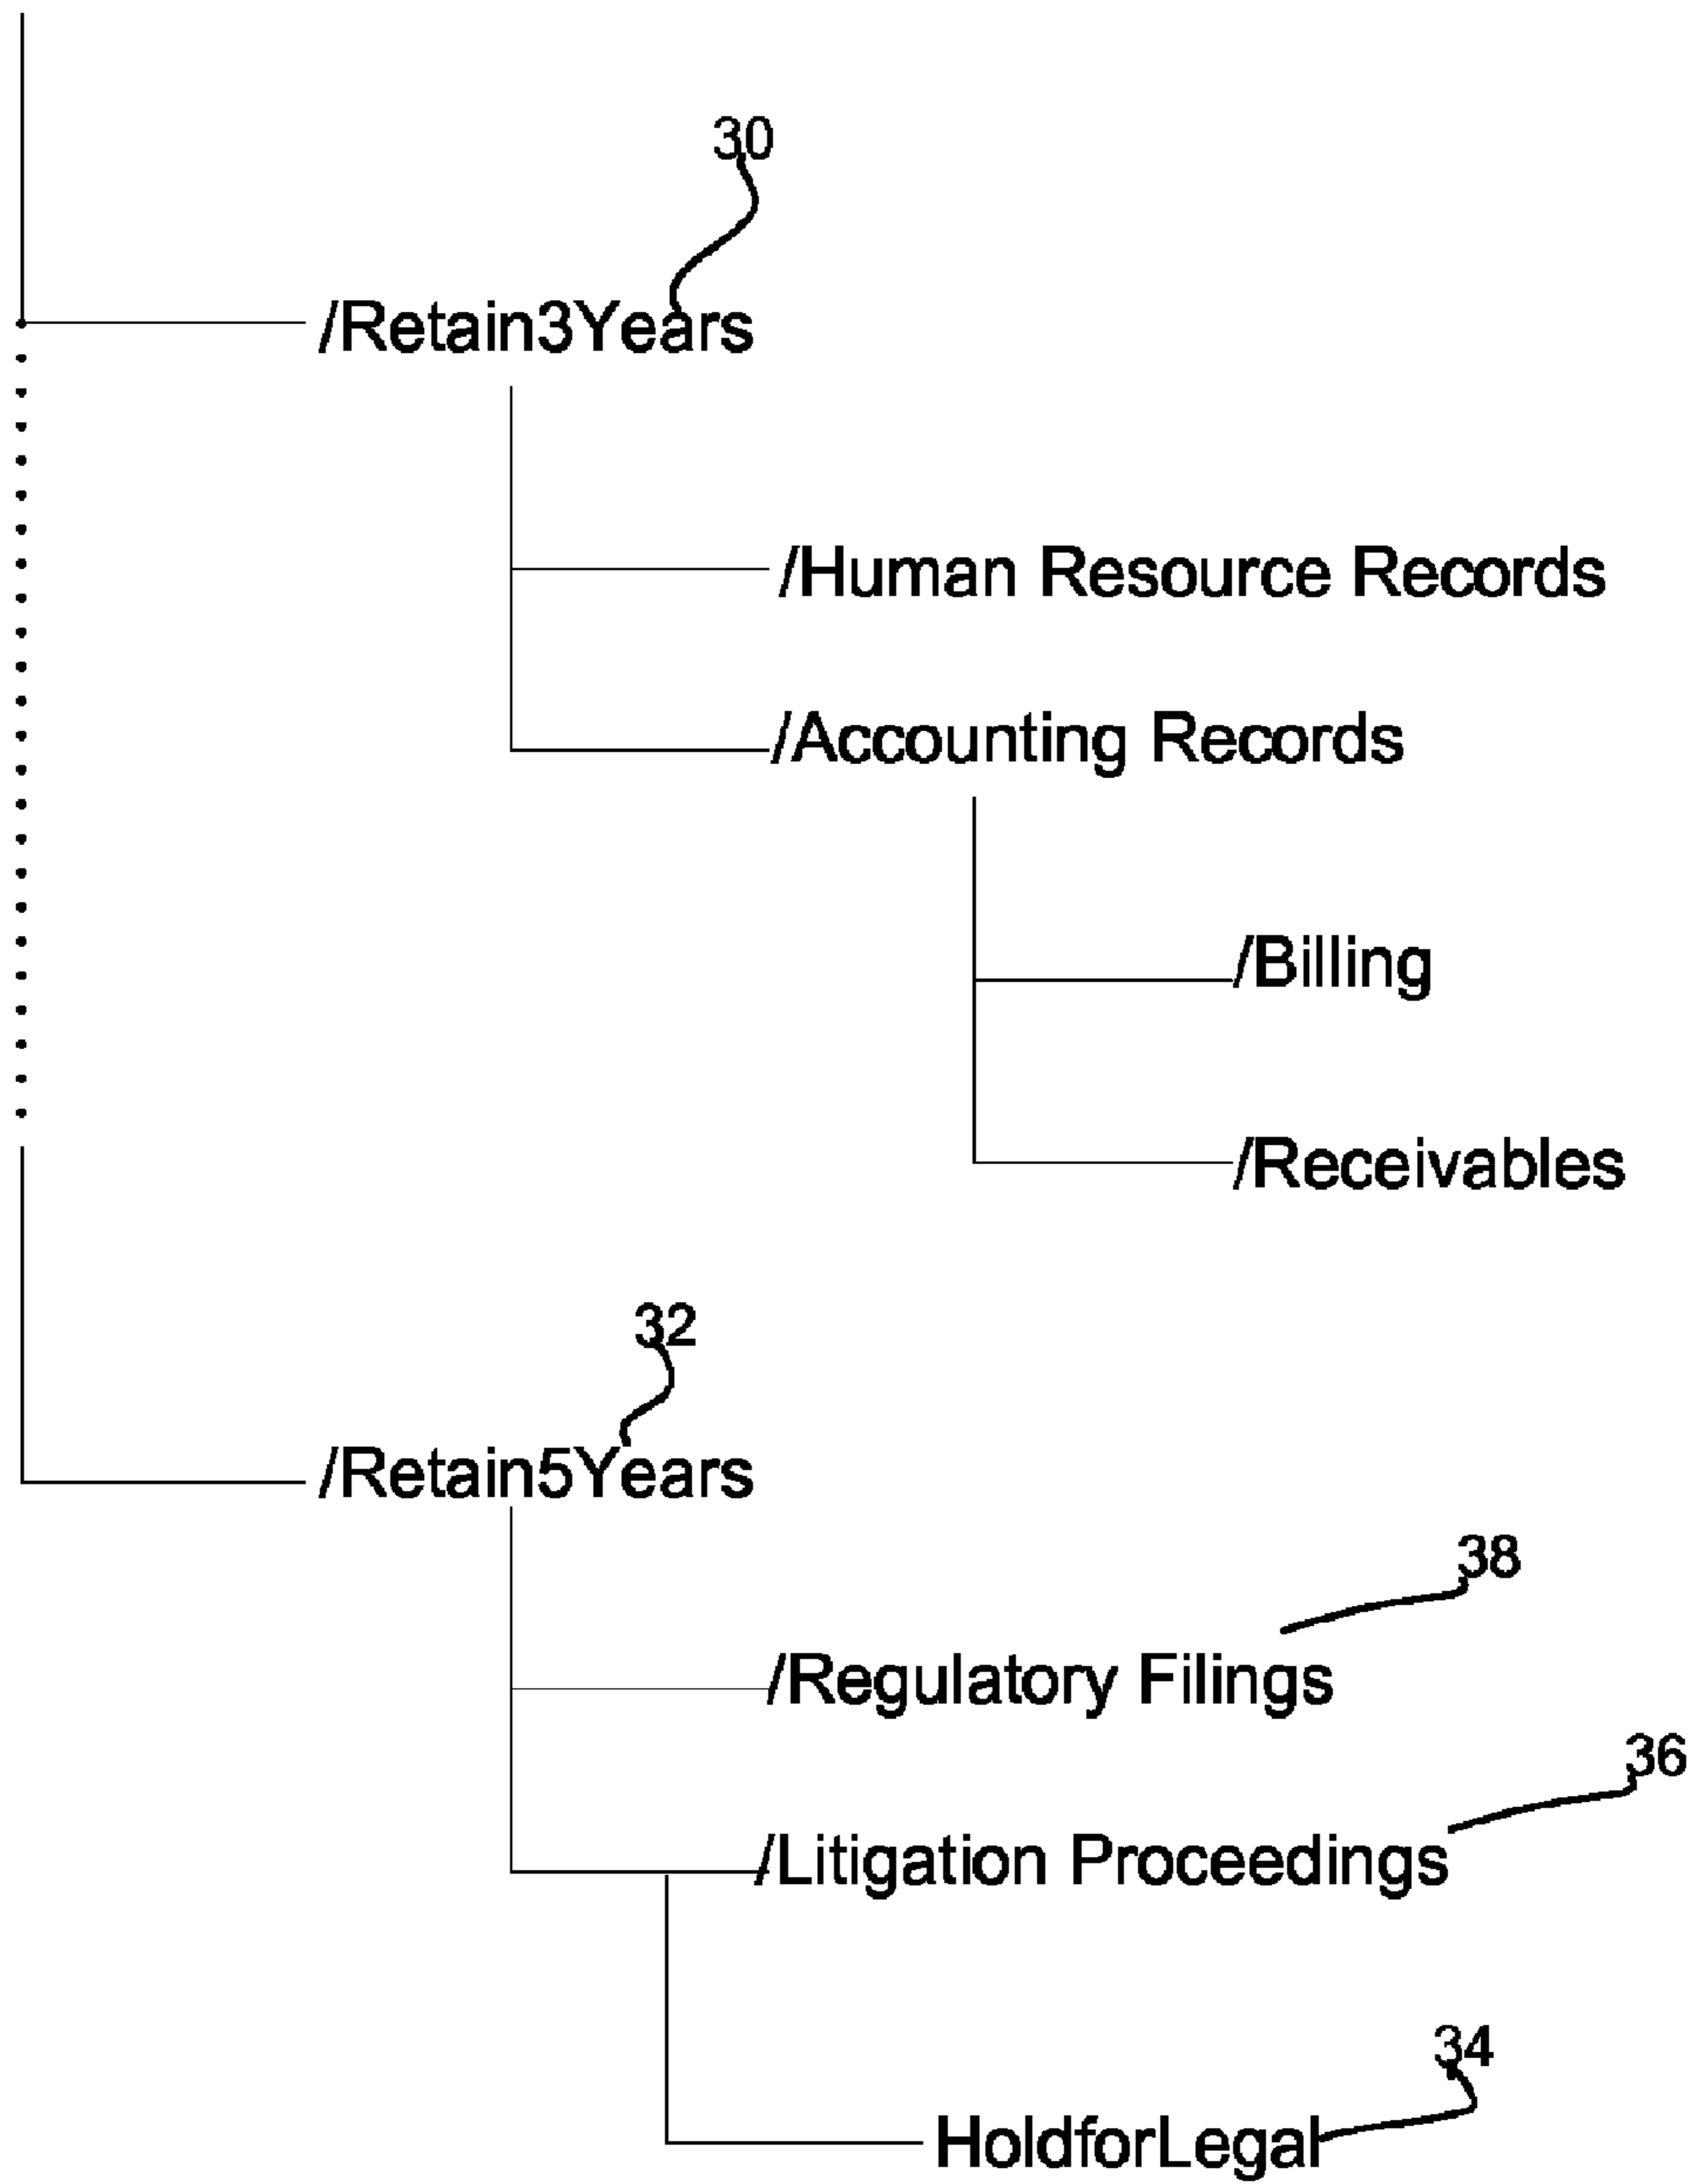 30
/Retain3Years
/Human Resource Records
/Accounting Records
/Billing
/Receivables
32
/Retain5Years
38
/Regulatory Filings
36
/Litigation Proceedings
34
HoldforLegal